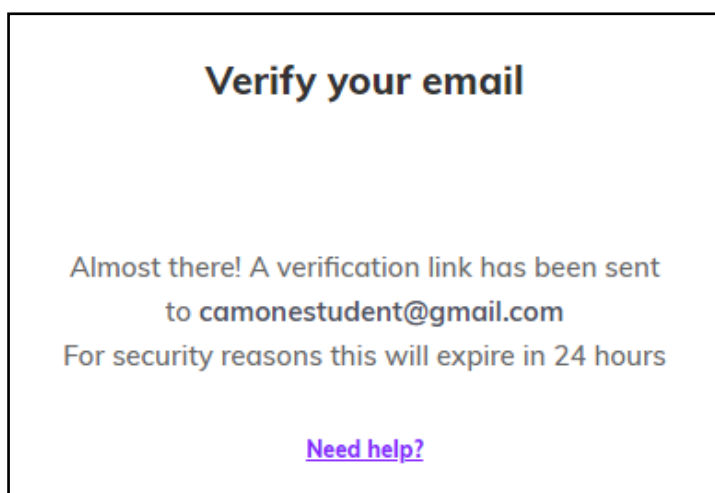 Verify your email
Almost there! A verification link has been sent
to camonestudent@gmail.com
For security reasons this will expire in 24 hours
Need help?